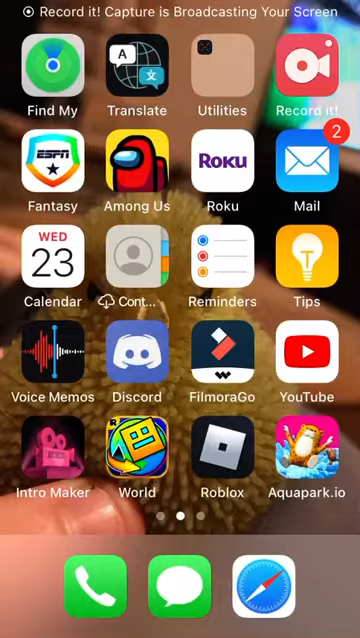 Record it! Capture is Broadcasting Your Screen
A
文
2
Find My
Translate
Utilities
Record it!
ESPN
Roku
Fantasy
Among Us
Roku
Mail
WED
23
T
Calendar
Cont...
Reminders
Tips
Voice Memos
Discord
FilmoraGo
YouTube
R
Intro Maker
World
Roblox
Aquapark.io